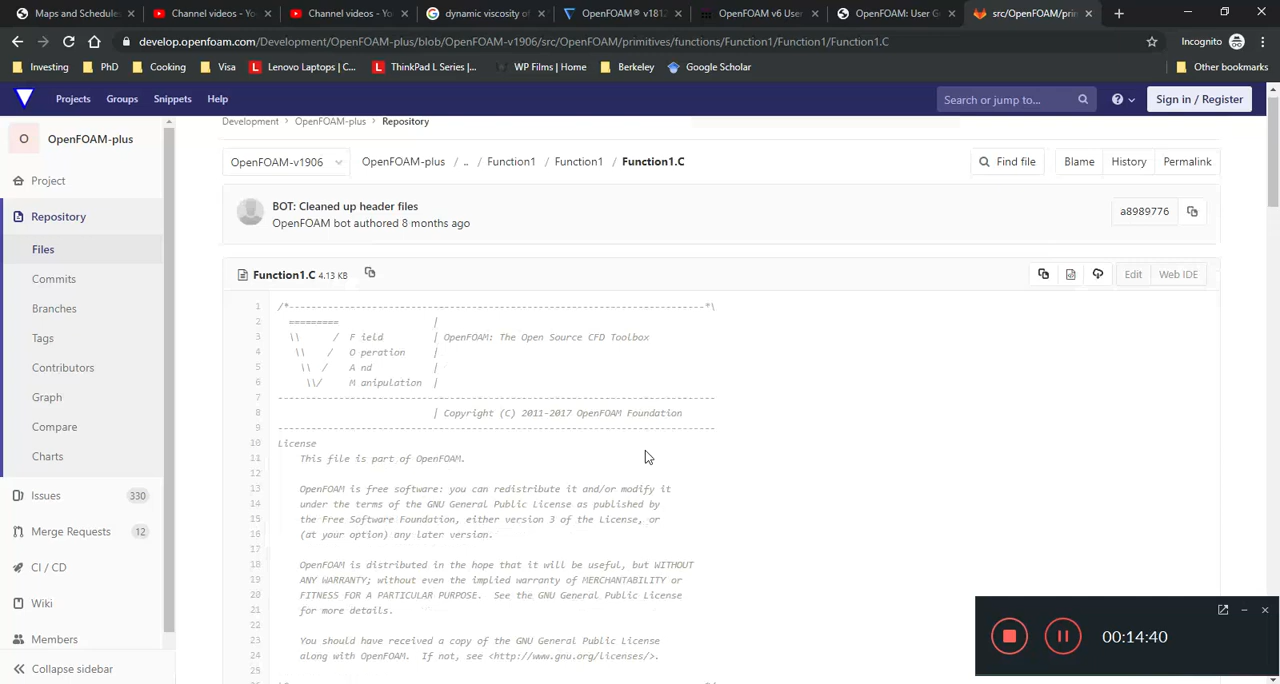 Maps and Schedules
Channel videos - Yo
Channel videos - Yo
dynamic viscosity of
OpenFOAM® v1812
OpenFOAM v6 User
OpenFOAM: User G
src/OpenFOAM/prim
develop.openfoam.com/Development/OpenFOAM-plus/blob/OpenFOAM-v1906/src/OpenFOAM/primitives/functions/Function1/Function1/Function1.C
Incognito
Investing
PhD
Cooking
Visa
Lenovo Laptops | C...
ThinkPad L Series |...
WP Films | Home
Berkeley
Google Scholar
Other bookmarks
Projects
Groups
Snippets
Help
Search or jump to...
Sign in / Register
O
OpenFOAM-plus
Project
Repository
Files
Commits
Branches
Tags
Contributors
Graph
Compare
Charts
Issues 330
Merge Requests 12
CI / CD
Wiki
Members
Collapse sidebar
Development > OpenFOAM-plus > Repository
OpenFOAM-v1906
OpenFOAM-plus / .. / Function1 / Function1 / Function1.C
Find file
Blame
History
Permalink
BOT: Cleaned up header files
OpenFOAM bot authored 8 months ago
a8989776
Function1.C 4.13 KB
Edit
Web IDE
1 /*---------------------------------------------------------------------------*\
2 ========= |
3 \\ / F ield | OpenFOAM: The Open Source CFD Toolbox
4 \\ / O peration |
5 \\ / A nd |
6 \\/ M anipulation |
7 -------------------------------------------------------------------------------
8 | Copyright (C) 2011-2017 OpenFOAM Foundation
9 -------------------------------------------------------------------------------
10 License
11 This file is part of OpenFOAM.
12
13 OpenFOAM is free software: you can redistribute it and/or modify it
14 under the terms of the GNU General Public License as published by
15 the Free Software Foundation, either version 3 of the License, or
16 (at your option) any later version.
17
18 OpenFOAM is distributed in the hope that it will be useful, but WITHOUT
19 ANY WARRANTY; without even the implied warranty of MERCHANTABILITY or
20 FITNESS FOR A PARTICULAR PURPOSE. See the GNU General Public License
21 for more details.
22
23 You should have received a copy of the GNU General Public License
24 along with OpenFOAM. If not, see <http://www.gnu.org/licenses/>.
25
00:14:40